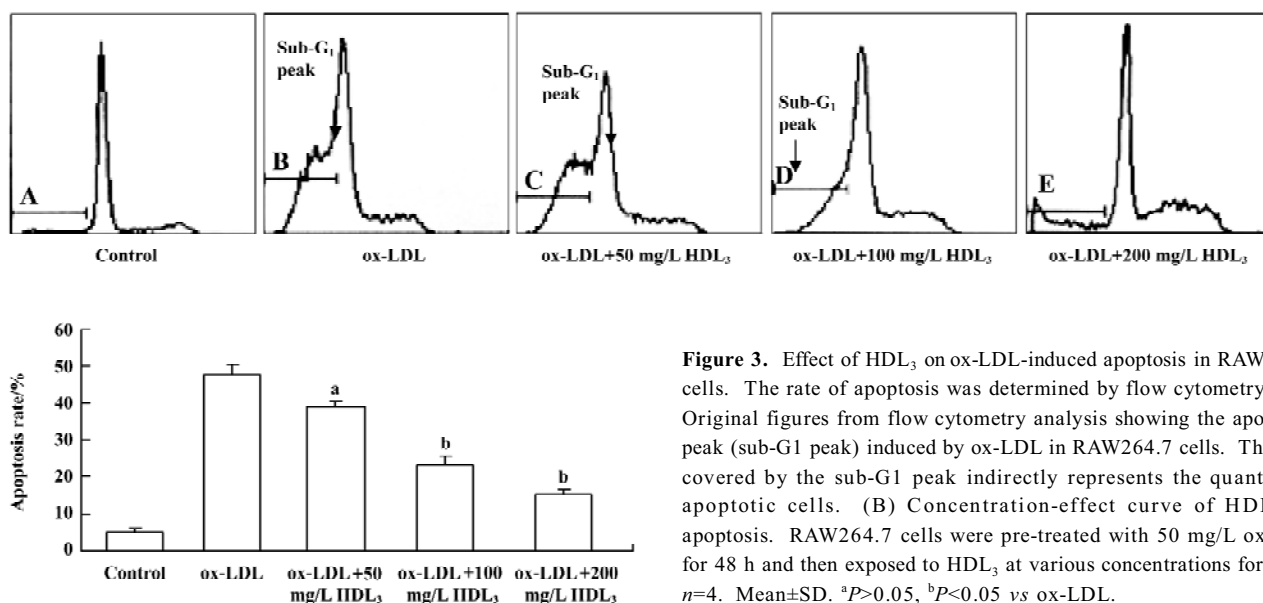 Sub-G₁
peak
Sub-G₁
peak
Sub-G₁
peak
A
B
C
D
E
Control
ox-LDL
ox-LDL+50 mg/L HDL₃
ox-LDL+100 mg/L HDL₃
ox-LDL+200 mg/L HDL₃
Apoptosis rate/%
60
50
40
30
20
10
0
a
b
b
Control
ox-LDL
ox-LDL+50
mg/L HDL₃
ox-LDL+100
mg/L HDL₃
ox-LDL+200
mg/L HDL₃
Figure 3. Effect of HDL₃ on ox-LDL-induced apoptosis in RAW
cells. The rate of apoptosis was determined by flow cytometry
Original figures from flow cytometry analysis showing the apo
peak (sub-G1 peak) induced by ox-LDL in RAW264.7 cells. Th
covered by the sub-G1 peak indirectly represents the quant
apoptotic cells. (B) Concentration-effect curve of HDI
apoptosis. RAW264.7 cells were pre-treated with 50 mg/L ox
for 48 h and then exposed to HDL₃ at various concentrations for
n=4. Mean±SD. ᵃP>0.05, ᵇP<0.05 vs ox-LDL.